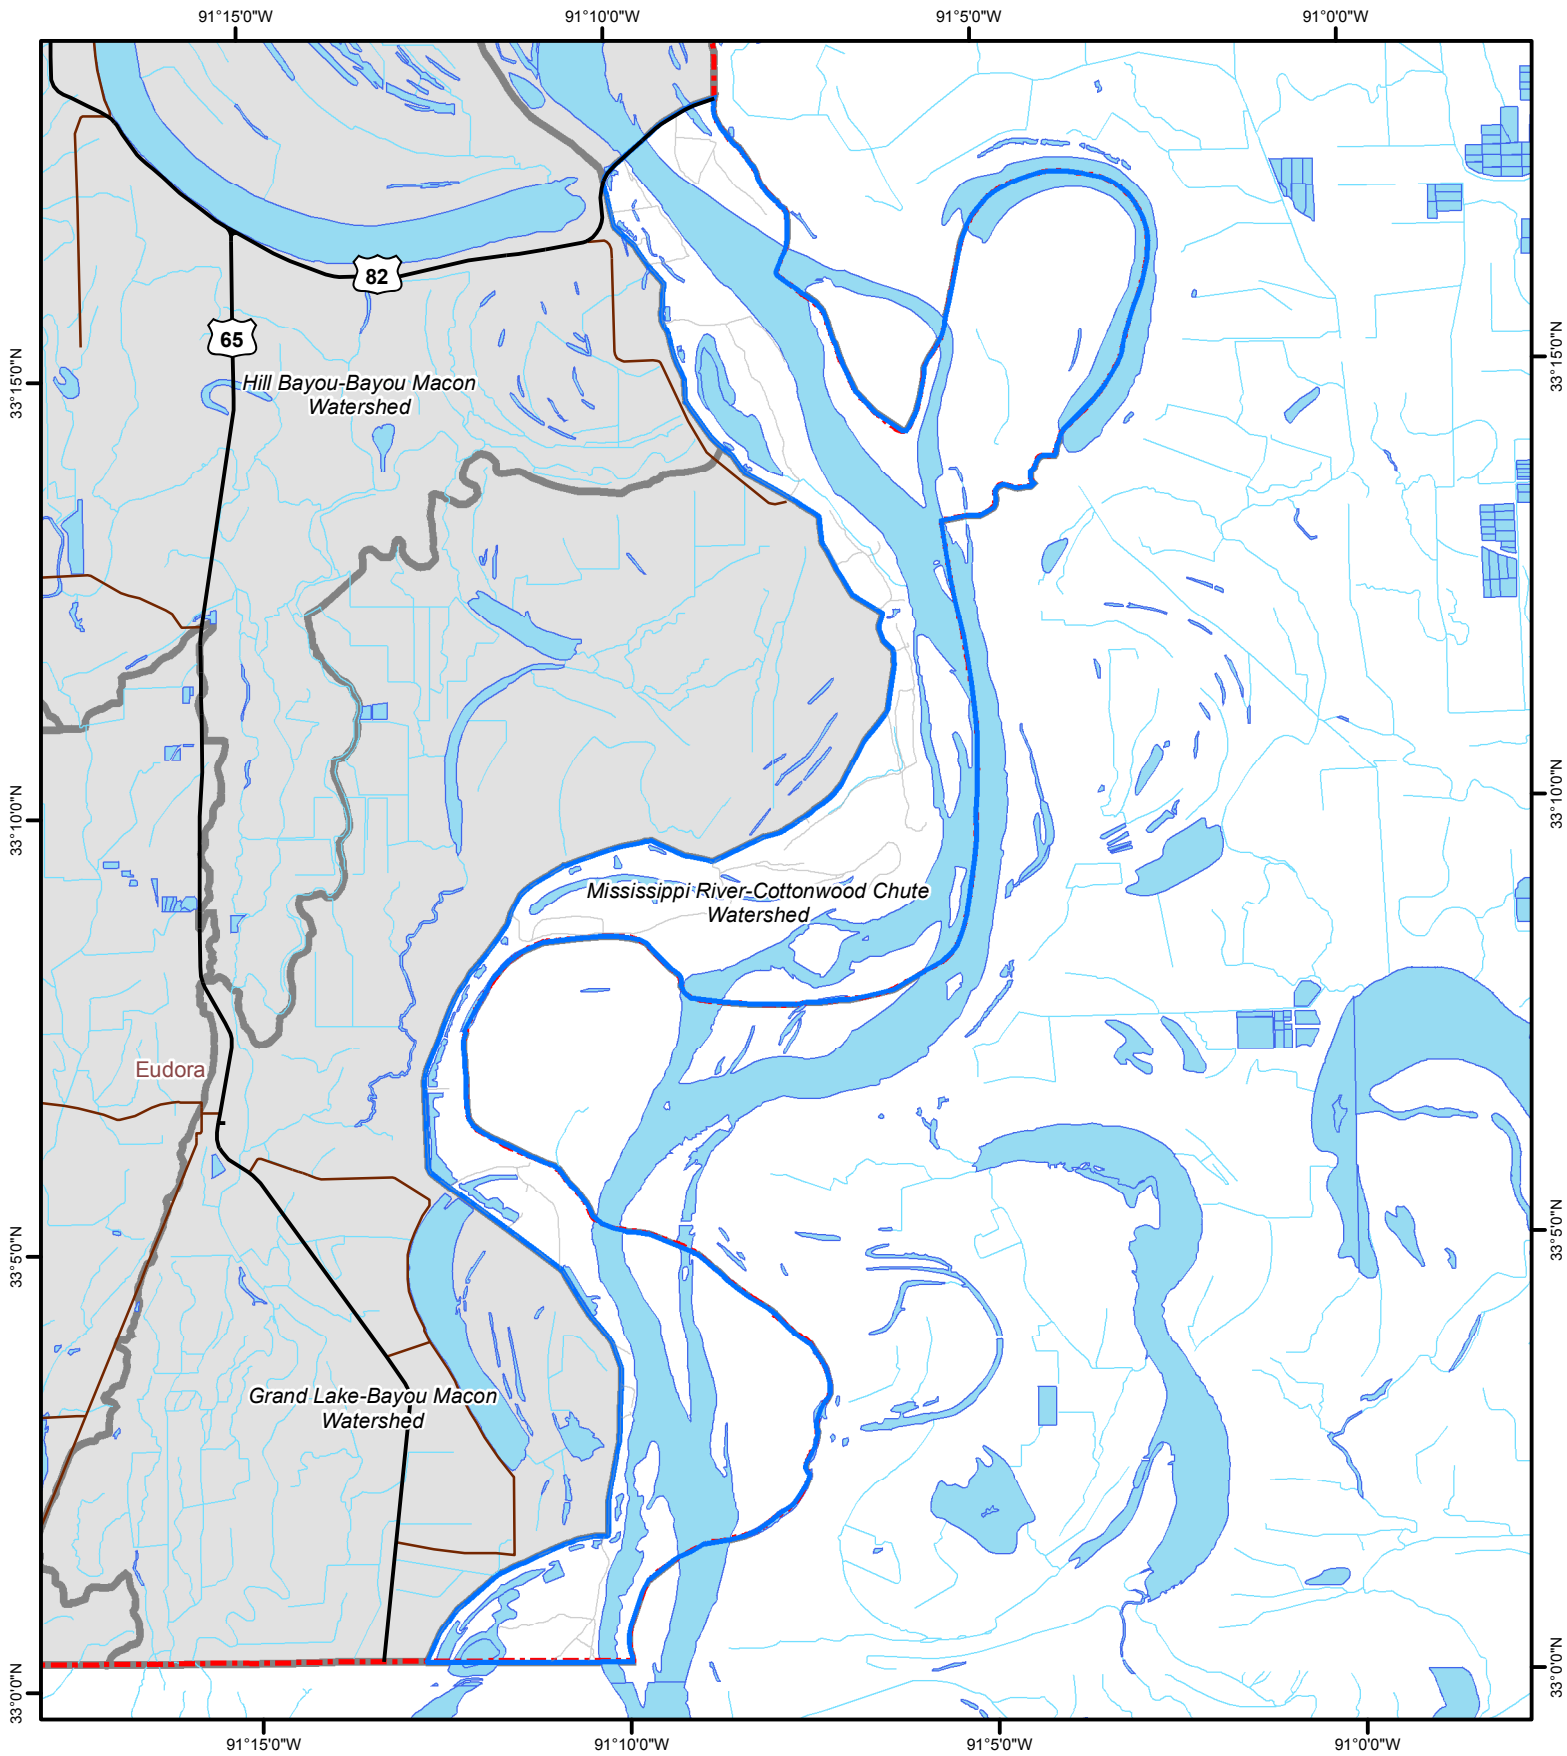 91°15'0"W
91°10'0"W
91°5'0"W
91°0'0"W
82
65
33°15'0"N
33°15'0"N
Hill Bayou-Bayou Macon
Watershed
33°10'0"N
33°10'0"N
Mississippi River-Cottonwood Chute
Watershed
Eudora
33°5'0"N
33°5'0"N
Grand Lake-Bayou Macon
Watershed
33°0'0"N
33°0'0"N
91°15'0"W
91°10'0"W
91°5'0"W
91°0'0"W